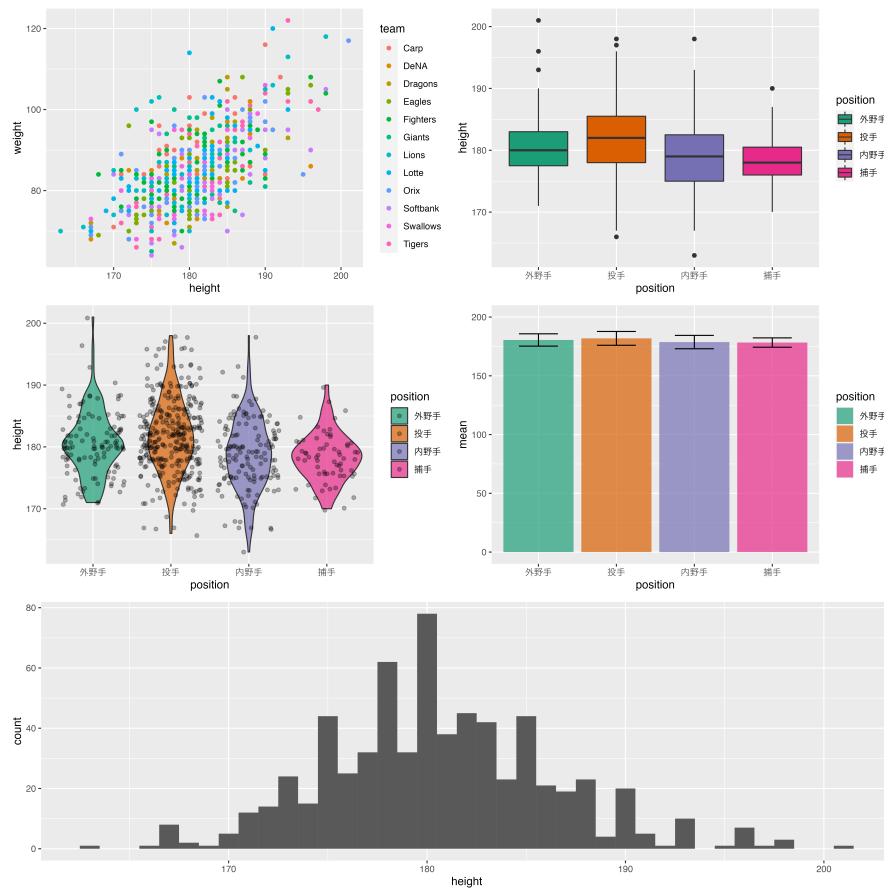 120
100
80
weight
170
180
190
200
height
team
Carp
DeNA
Dragons
Eagles
Fighters
Giants
Lions
Lotte
Orix
Softbank
Swallows
Tigers
200
190
180
170
height
外野手
投手
内野手
捕手
position
position
外野手
投手
内野手
捕手
200
190
180
170
height
外野手
投手
内野手
捕手
position
position
外野手
投手
内野手
捕手
200
150
100
50
0
mean
外野手
投手
内野手
捕手
position
position
外野手
投手
内野手
捕手
80
60
40
20
0
count
170
180
190
200
height